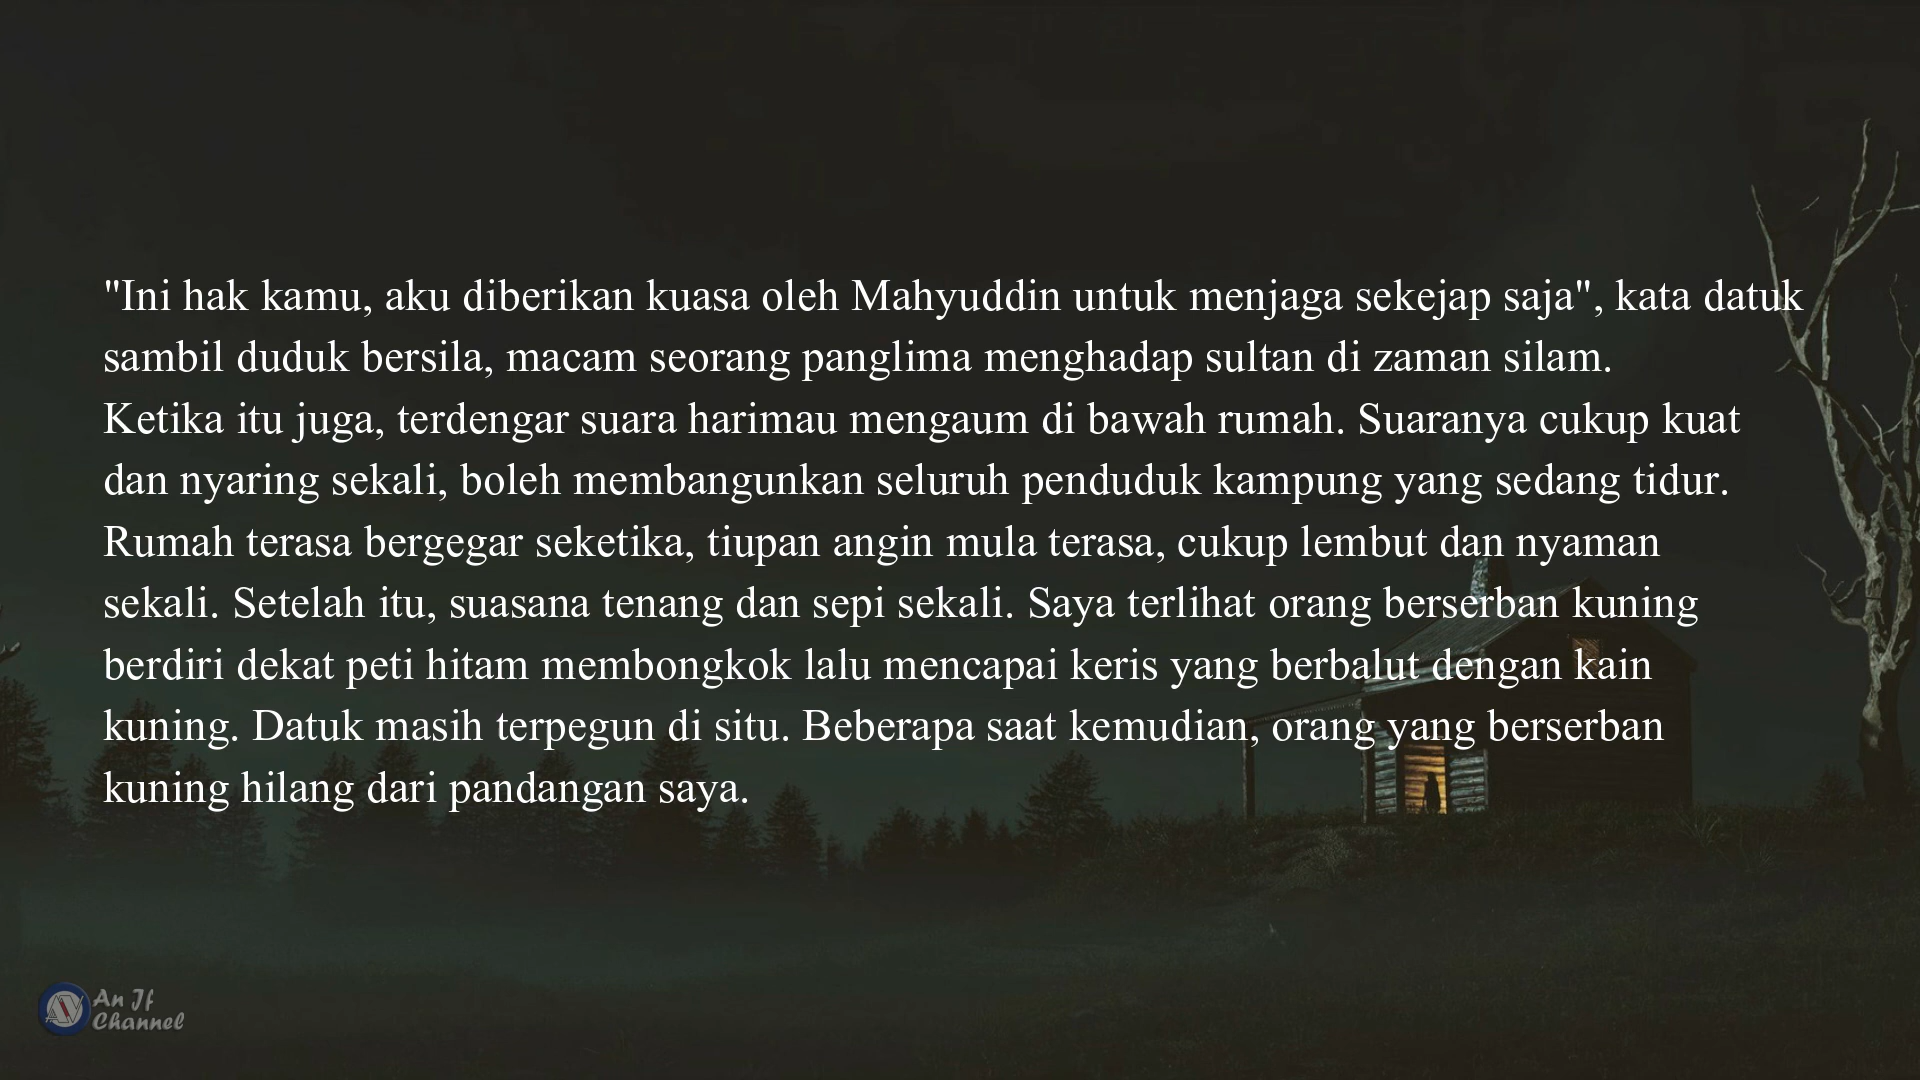 "Ini hak kamu, aku diberikan kuasa oleh Mahyuddin untuk menjaga sekejap saja", kata datuk
sambil duduk bersila, macam seorang panglima menghadap sultan di zaman silam.
Ketika itu juga, terdengar suara harimau mengaum di bawah rumah. Suaranya cukup kuat
dan nyaring sekali, boleh membangunkan seluruh penduduk kampung yang sedang tidur.
Rumah terasa bergegar seketika, tiupan angin mula terasa, cukup lembut dan nyaman
sekali. Setelah itu, suasana tenang dan sepi sekali. Saya terlihat orang berserban kuning
berdiri dekat peti hitam membongkok lalu mencapai keris yang berbalut dengan kain
kuning. Datuk masih terpegun di situ. Beberapa saat kemudian, orang yang berserban
kuning hilang dari pandangan saya.
An If
Channel